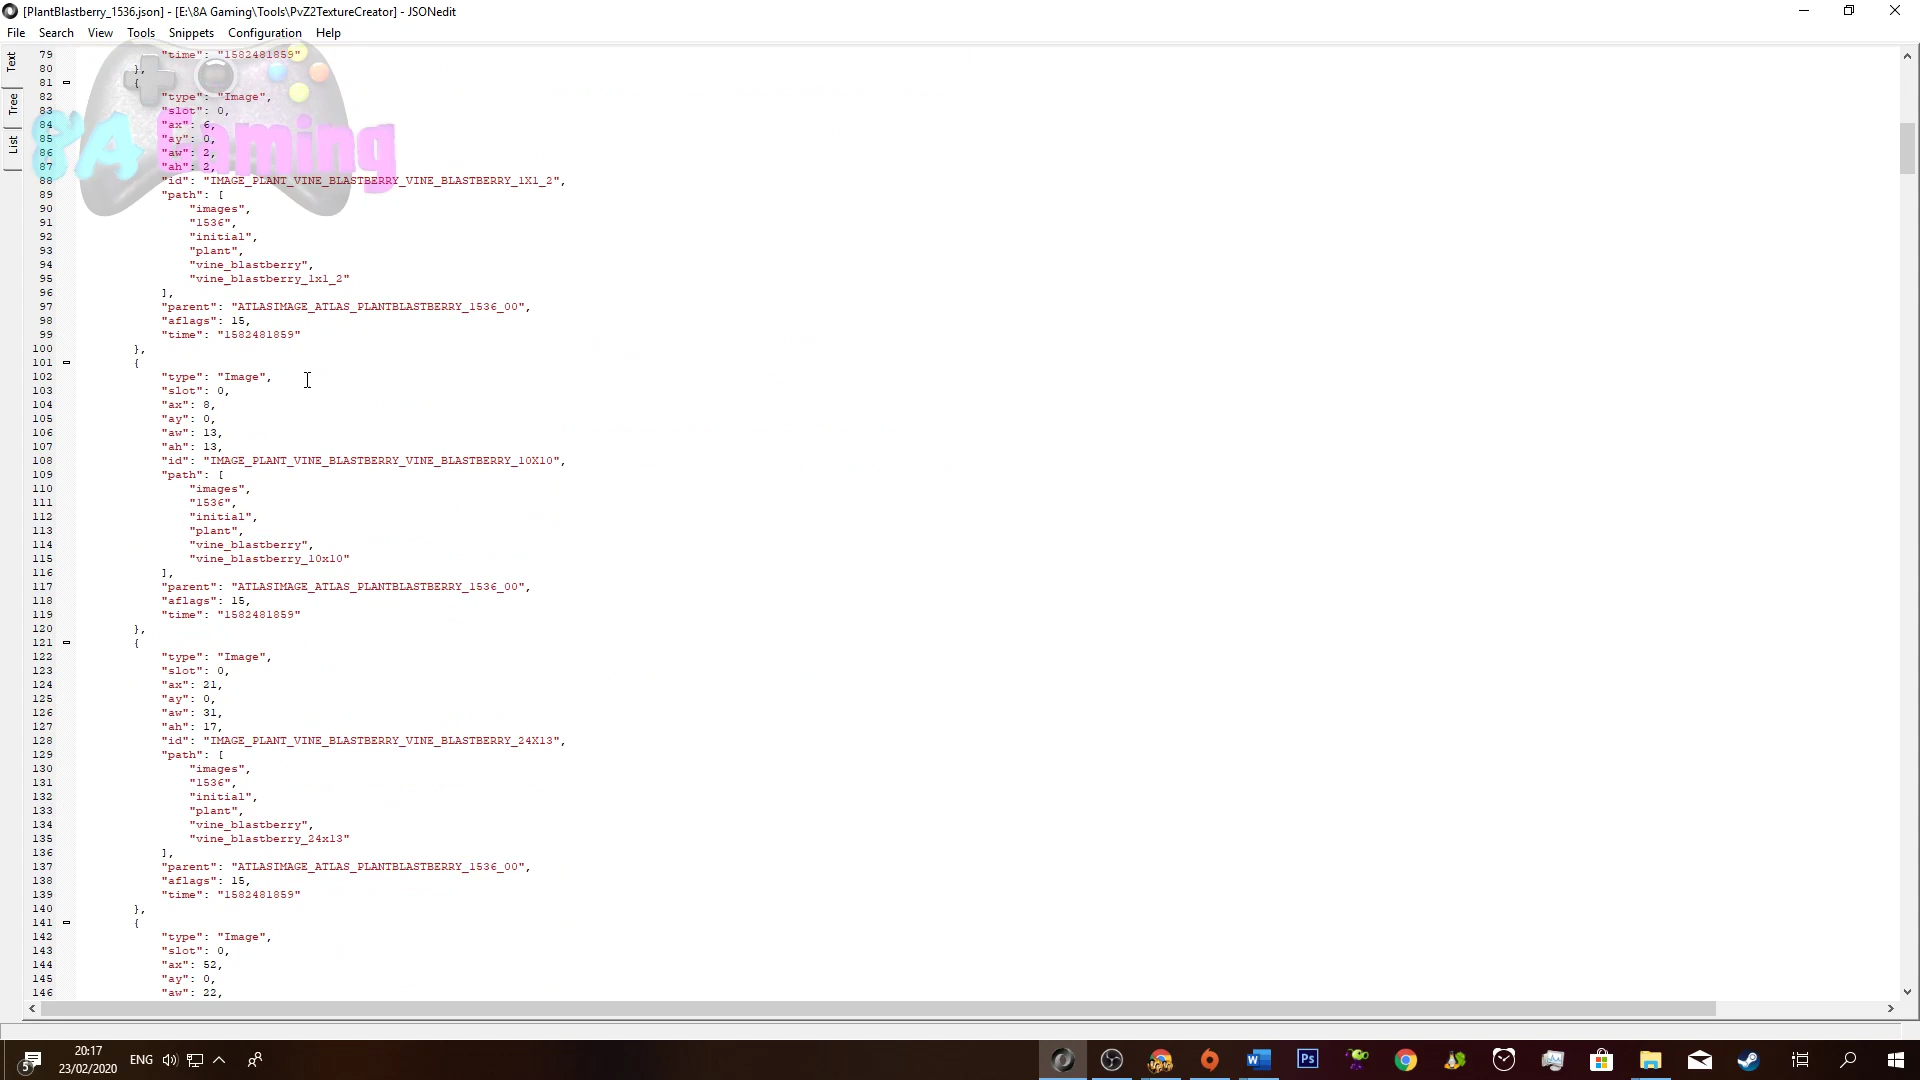 [PlantBlastberry_1536.json] - [E:\8A Gaming\Tools\PvZ2TextureCreator] - JSONedit
File Search View Tools Snippets Configuration Help
Text
Tree
List
8A Gaming
79 "time": "1582481859"
80 },
81 {
82 "type": "Image",
83 "slot": 0,
84 "ax": 6,
85 "ay": 0,
86 "aw": 2,
87 "ah": 2,
88 "id": "IMAGE_PLANT_VINE_BLASTBERRY_VINE_BLASTBERRY_1X1_2",
89 "path": [
90 "images",
91 "1536",
92 "initial",
93 "plant",
94 "vine_blastberry",
95 "vine_blastberry_1x1_2"
96 ],
97 "parent": "ATLASIMAGE_ATLAS_PLANTBLASTBERRY_1536_00",
98 "aflags": 15,
99 "time": "1582481859"
100 },
101 {
102 "type": "Image",
103 "slot": 0,
104 "ax": 8,
105 "ay": 0,
106 "aw": 13,
107 "ah": 13,
108 "id": "IMAGE_PLANT_VINE_BLASTBERRY_VINE_BLASTBERRY_10X10",
109 "path": [
110 "images",
111 "1536",
112 "initial",
113 "plant",
114 "vine_blastberry",
115 "vine_blastberry_10x10"
116 ],
117 "parent": "ATLASIMAGE_ATLAS_PLANTBLASTBERRY_1536_00",
118 "aflags": 15,
119 "time": "1582481859"
120 },
121 {
122 "type": "Image",
123 "slot": 0,
124 "ax": 21,
125 "ay": 0,
126 "aw": 31,
127 "ah": 17,
128 "id": "IMAGE_PLANT_VINE_BLASTBERRY_VINE_BLASTBERRY_24X13",
129 "path": [
130 "images",
131 "1536",
132 "initial",
133 "plant",
134 "vine_blastberry",
135 "vine_blastberry_24x13"
136 ],
137 "parent": "ATLASIMAGE_ATLAS_PLANTBLASTBERRY_1536_00",
138 "aflags": 15,
139 "time": "1582481859"
140 },
141 {
142 "type": "Image",
143 "slot": 0,
144 "ax": 52,
145 "ay": 0,
146 "aw": 22,
5
20:17
23/02/2020
ENG
W
Ps